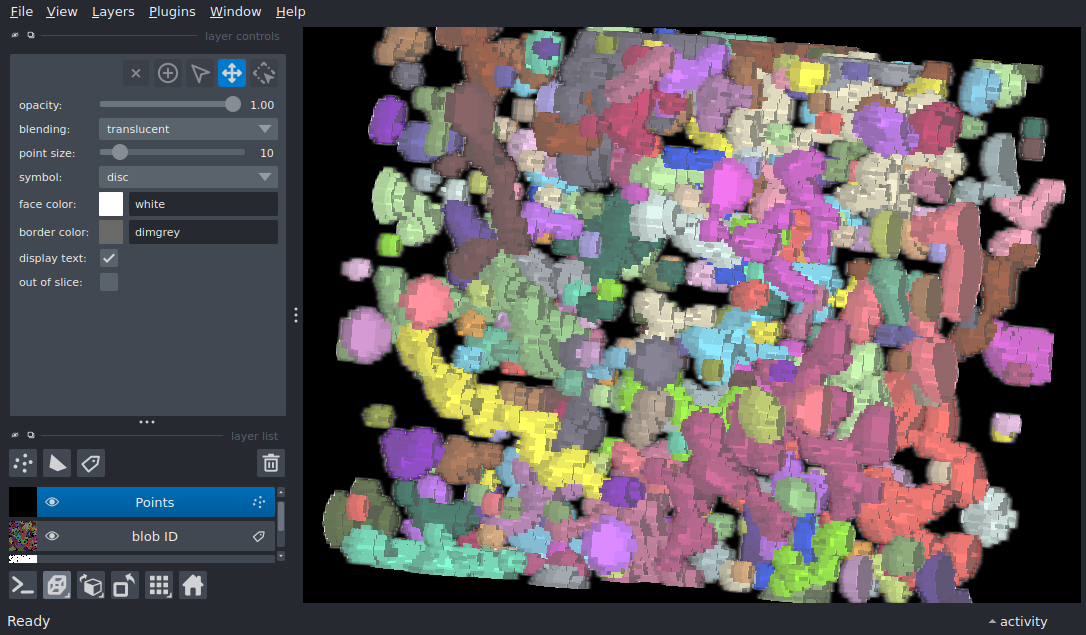 File View Layers Plugins Window Help
layer controls
opacity: 1.00
blending: translucent
point size: 10
symbol: disc
face color: white
border color: dimgrey
display text:
out of slice:
layer list
Points
blob ID
Ready activity